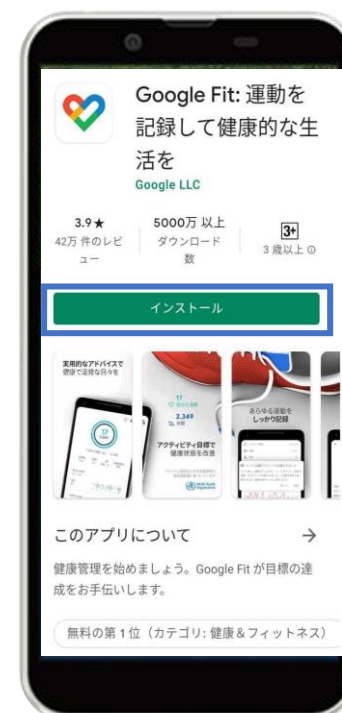 Google Fit: 運動を
記録して健康的な生
活を
Google LLC
3.9★
42万 件のレビ
ュー
5000万 以上
ダウンロード
数
3+
3 歳以上
インストール
実用的なアドバイスで
健康で活発な日々を
17
2,349
アクティビティ目標で
健康状態を改善
あらゆる運動を
しっかり記録
このアプリについて →
健康管理を始めましょう。Google Fit が目標の達
成をお手伝いします。
無料の第 1 位（カテゴリ: 健康＆フィットネス）